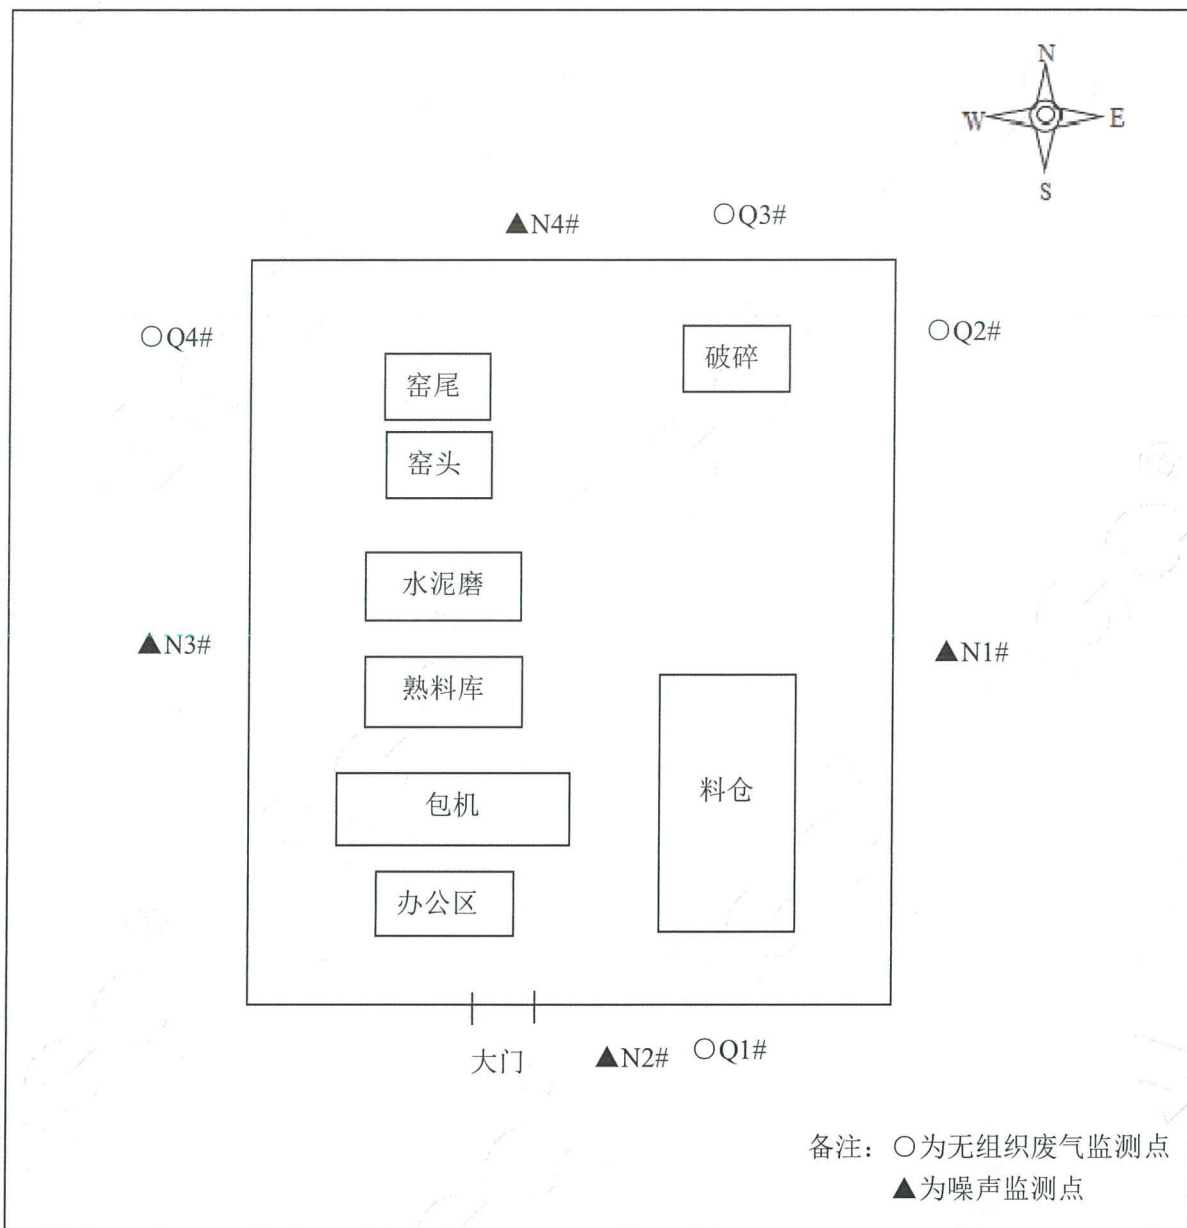 N
W
E
S
▲N4#
○Q3#
○Q4#
○Q2#
破碎
窑尾
窑头
水泥磨
▲N3#
▲N1#
熟料库
料仓
包机
办公区
大门
▲N2#
○Q1#
备注：○为无组织废气监测点
▲为噪声监测点